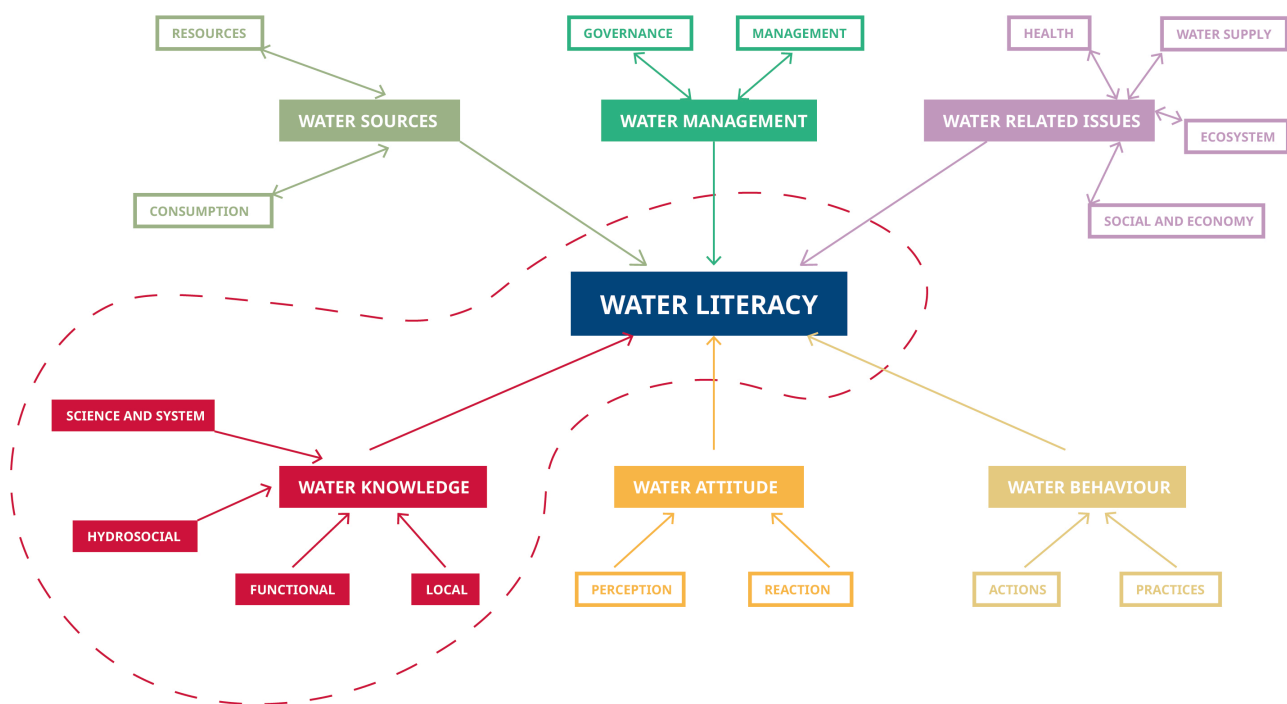 RESOURCES
GOVERNANCE
MANAGEMENT
HEALTH
WATER SUPPLY
WATER SOURCES
WATER MANAGEMENT
WATER RELATED ISSUES
ECOSYSTEM
CONSUMPTION
SOCIAL AND ECONOMY
WATER LITERACY
SCIENCE AND SYSTEM
WATER KNOWLEDGE
WATER ATTITUDE
WATER BEHAVIOUR
HYDROSOCIAL
FUNCTIONAL
LOCAL
PERCEPTION
REACTION
ACTIONS
PRACTICES